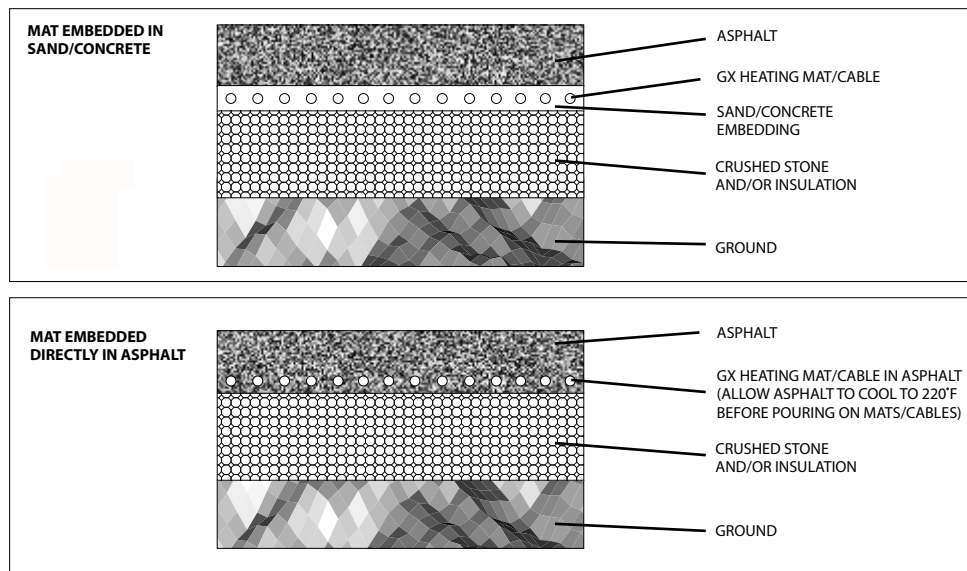 MAT EMBEDDED IN
SAND/CONCRETE
ASPHALT
GX HEATING MAT/CABLE
SAND/CONCRETE
EMBEDDING
CRUSHED STONE
AND/OR INSULATION
GROUND
MAT EMBEDDED
DIRECTLY IN ASPHALT
ASPHALT
GX HEATING MAT/CABLE IN ASPHALT
(ALLOW ASPHALT TO COOL TO 220˚F
BEFORE POURING ON MATS/CABLES)
CRUSHED STONE
AND/OR INSULATION
GROUND